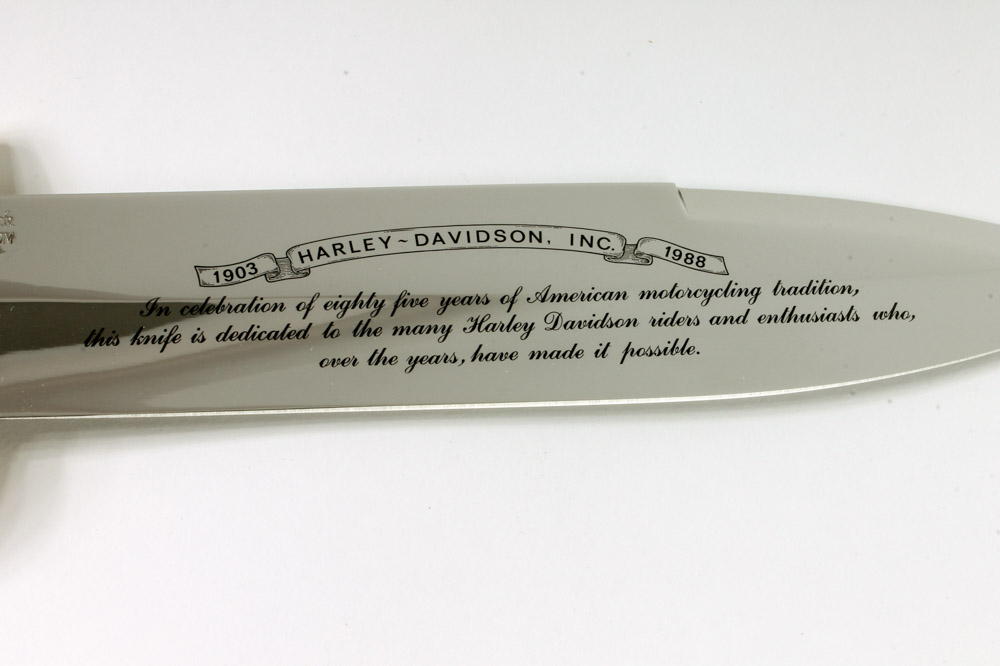 1903 HARLEY~DAVIDSON, INC. 1988
In celebration of eighty five years of American motorcycling tradition,
this knife is dedicated to the many Harley Davidson riders and enthusiasts who,
over the years, have made it possible.